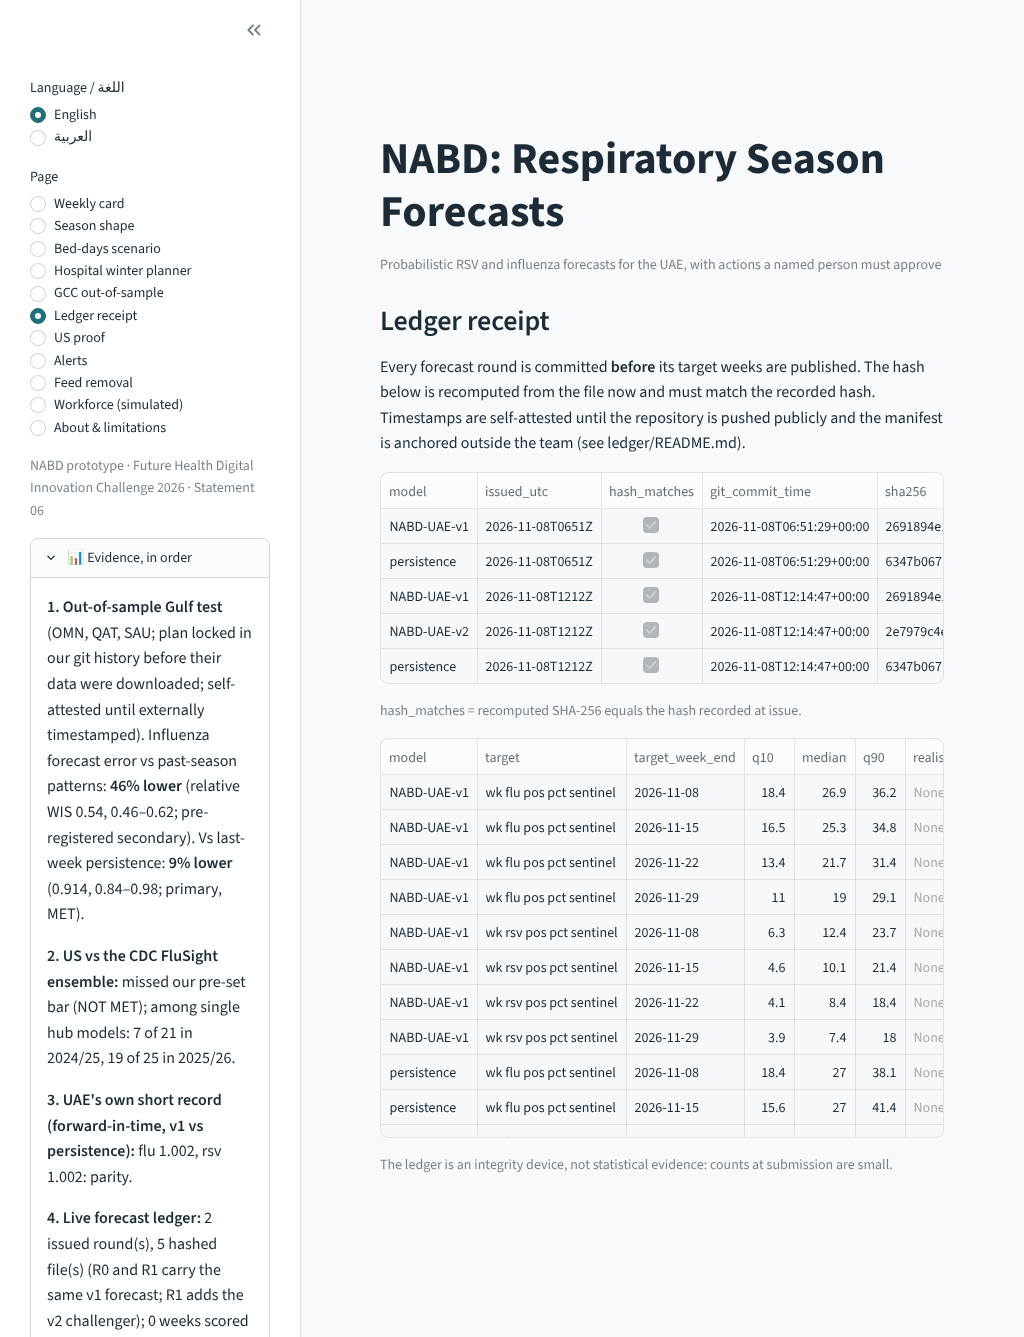 Language / اللغة
English
العربية
Page
Weekly card
Season shape
Bed-days scenario
Hospital winter planner
GCC out-of-sample
Ledger receipt
US proof
Alerts
Feed removal
Workforce (simulated)
About & limitations
NABD prototype · Future Health Digital
Innovation Challenge 2026 · Statement
06
📊 Evidence, in order
1. Out-of-sample Gulf test
(OMN, QAT, SAU; plan locked in
our git history before their
data were downloaded; self-
attested until externally
timestamped). Influenza
forecast error vs past-season
patterns: 46% lower (relative
WIS 0.54, 0.46–0.62; pre-
registered secondary). Vs last-
week persistence: 9% lower
(0.914, 0.84–0.98; primary,
MET).
2. US vs the CDC FluSight
ensemble: missed our pre-set
bar (NOT MET); among single
hub models: 7 of 21 in
2024/25, 19 of 25 in 2025/26.
3. UAE's own short record
(forward-in-time, v1 vs
persistence): flu 1.002, rsv
1.002: parity.
4. Live forecast ledger: 2
issued round(s), 5 hashed
file(s) (R0 and R1 carry the
same v1 forecast; R1 adds the
v2 challenger); 0 weeks scored
NABD: Respiratory Season
Forecasts
Probabilistic RSV and influenza forecasts for the UAE, with actions a named person must approve
Ledger receipt
Every forecast round is committed before its target weeks are published. The hash
below is recomputed from the file now and must match the recorded hash.
Timestamps are self-attested until the repository is pushed publicly and the manifest
is anchored outside the team (see ledger/README.md).
model issued_utc hash_matches git_commit_time sha256
NABD-UAE-v1 2026-11-08T0651Z 2026-11-08T06:51:29+00:00 2691894e
persistence 2026-11-08T0651Z 2026-11-08T06:51:29+00:00 6347b067
NABD-UAE-v1 2026-11-08T1212Z 2026-11-08T12:14:47+00:00 2691894e
NABD-UAE-v2 2026-11-08T1212Z 2026-11-08T12:14:47+00:00 2e7979c4
persistence 2026-11-08T1212Z 2026-11-08T12:14:47+00:00 6347b067
hash_matches = recomputed SHA-256 equals the hash recorded at issue.
model target target_week_end q10 median q90 realis
NABD-UAE-v1 wk flu pos pct sentinel 2026-11-08 18.4 26.9 36.2 None
NABD-UAE-v1 wk flu pos pct sentinel 2026-11-15 16.5 25.3 34.8 None
NABD-UAE-v1 wk flu pos pct sentinel 2026-11-22 13.4 21.7 31.4 None
NABD-UAE-v1 wk flu pos pct sentinel 2026-11-29 11 19 29.1 None
NABD-UAE-v1 wk rsv pos pct sentinel 2026-11-08 6.3 12.4 23.7 None
NABD-UAE-v1 wk rsv pos pct sentinel 2026-11-15 4.6 10.1 21.4 None
NABD-UAE-v1 wk rsv pos pct sentinel 2026-11-22 4.1 8.4 18.4 None
NABD-UAE-v1 wk rsv pos pct sentinel 2026-11-29 3.9 7.4 18 None
persistence wk flu pos pct sentinel 2026-11-08 18.4 27 38.1 None
persistence wk flu pos pct sentinel 2026-11-15 15.6 27 41.4 None
The ledger is an integrity device, not statistical evidence: counts at submission are small.